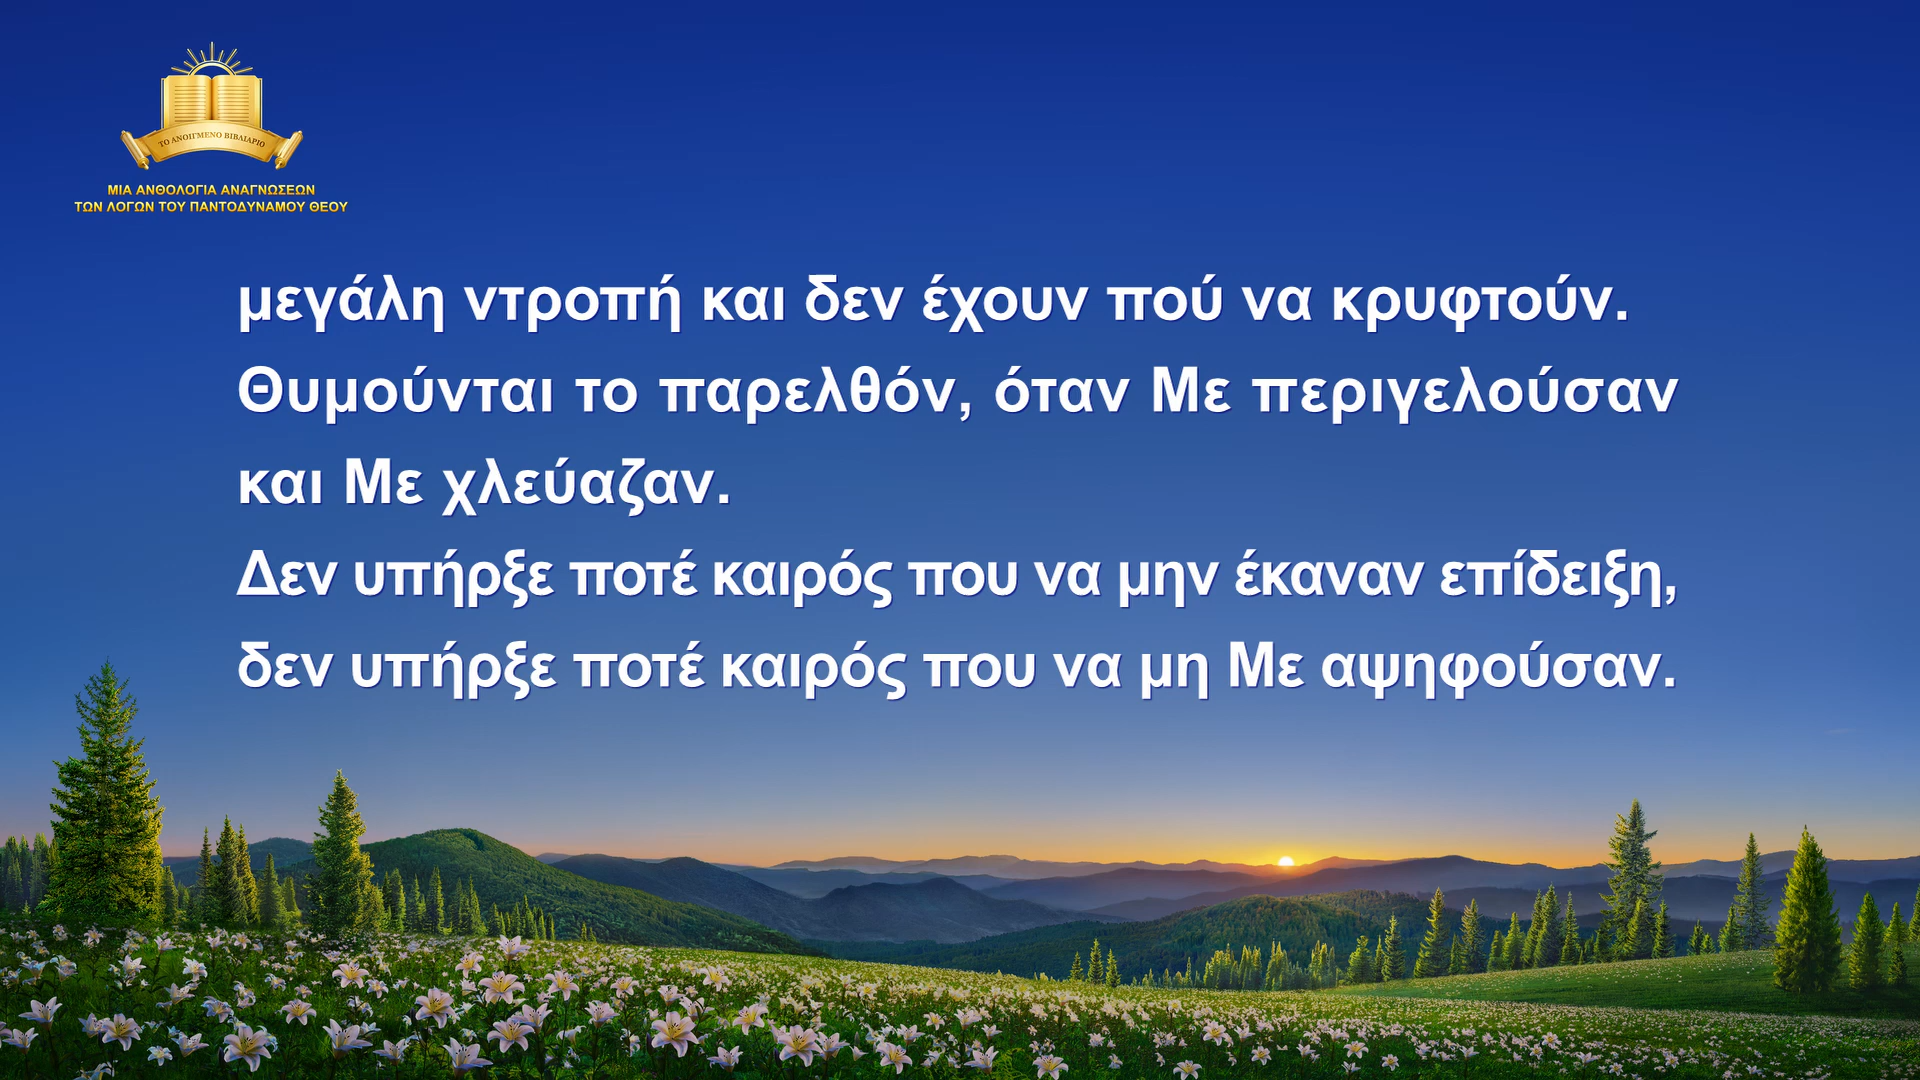 ΤΟ ΑΝΟΙΓΜΕΝΟ ΒΙΒΛΙΑΡΙΟ
ΜΙΑ ΑΝΘΟΛΟΓΙΑ ΑΝΑΓΝΩΣΕΩΝ
ΤΩΝ ΛΟΓΩΝ ΤΟΥ ΠΑΝΤΟΔΥΝΑΜΟΥ ΘΕΟΥ
μεγάλη ντροπή και δεν έχουν πού να κρυφτούν.
Θυμούνται το παρελθόν, όταν Με περιγελούσαν
και Με χλεύαζαν.
Δεν υπήρξε ποτέ καιρός που να μην έκαναν επίδειξη,
δεν υπήρξε ποτέ καιρός που να μη Με αψηφούσαν.